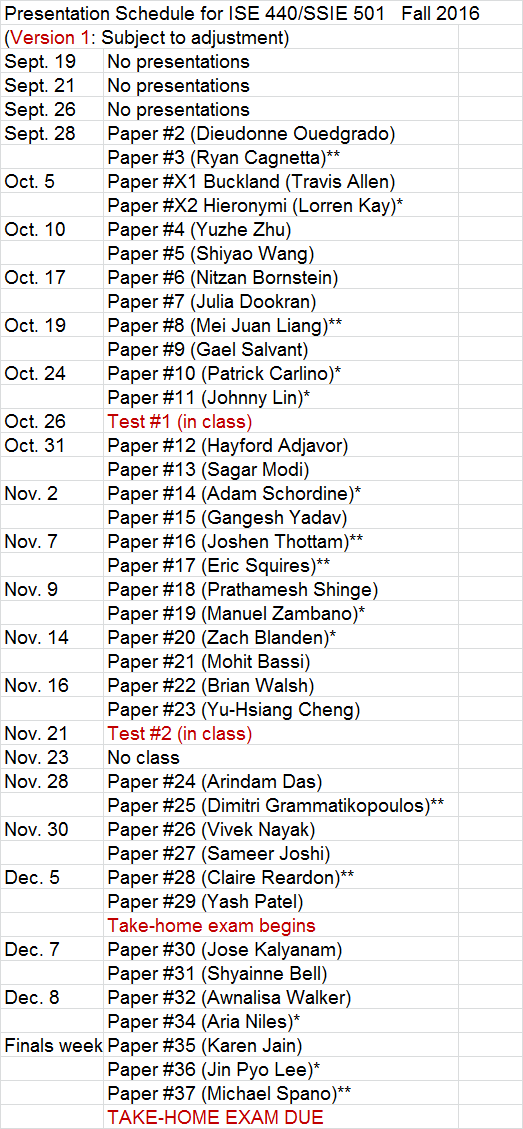 Presentation Schedule for ISE 440/SSIE 501 Fall 2016
(Version 1: Subject to adjustment)
Sept. 19 No presentations
Sept. 21 No presentations
Sept. 26 No presentations
Sept. 28 Paper #2 (Dieudonne Ouedgrado)
Paper #3 (Ryan Cagnetta)**
Oct. 5 Paper #X1 Buckland (Travis Allen)
Paper #X2 Hieronymi (Lorren Kay)*
Oct. 10 Paper #4 (Yuzhe Zhu)
Paper #5 (Shiyao Wang)
Oct. 17 Paper #6 (Nitzan Bornstein)
Paper #7 (Julia Dookran)
Oct. 19 Paper #8 (Mei Juan Liang)**
Paper #9 (Gael Salvant)
Oct. 24 Paper #10 (Patrick Carlino)*
Paper #11 (Johnny Lin)*
Oct. 26 Test #1 (in class)
Oct. 31 Paper #12 (Hayford Adjavor)
Paper #13 (Sagar Modi)
Nov. 2 Paper #14 (Adam Schordine)*
Paper #15 (Gangesh Yadav)
Nov. 7 Paper #16 (Joshen Thottam)**
Paper #17 (Eric Squires)**
Nov. 9 Paper #18 (Prathamesh Shinge)
Paper #19 (Manuel Zambano)*
Nov. 14 Paper #20 (Zach Blanden)*
Paper #21 (Mohit Bassi)
Nov. 16 Paper #22 (Brian Walsh)
Paper #23 (Yu-Hsiang Cheng)
Nov. 21 Test #2 (in class)
Nov. 23 No class
Nov. 28 Paper #24 (Arindam Das)
Paper #25 (Dimitri Grammatikopoulos)**
Nov. 30 Paper #26 (Vivek Nayak)
Paper #27 (Sameer Joshi)
Dec. 5 Paper #28 (Claire Reardon)**
Paper #29 (Yash Patel)
Take-home exam begins
Dec. 7 Paper #30 (Jose Kalyanam)
Paper #31 (Shyainne Bell)
Dec. 8 Paper #32 (Awnalisa Walker)
Paper #34 (Aria Niles)*
Finals week Paper #35 (Karen Jain)
Paper #36 (Jin Pyo Lee)*
Paper #37 (Michael Spano)**
TAKE-HOME EXAM DUE